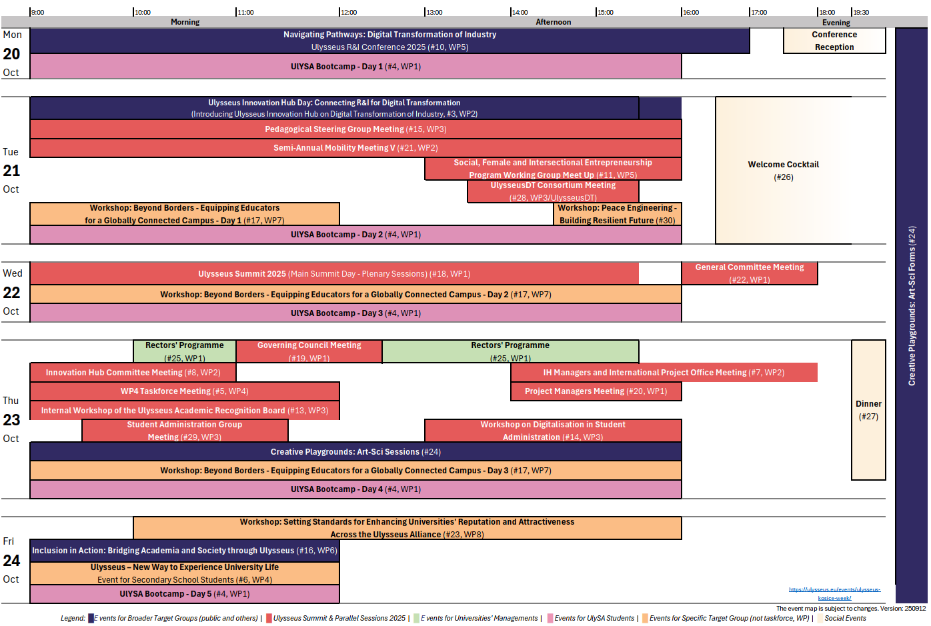 9:00 10:00 11:00 12:00 13:00 14:00 15:00 16:00 17:00 18:00 19:30
Morning Afternoon Evening
Mon
20
Oct
Navigating Pathways: Digital Transformation of Industry
Ulysseus R&I Conference 2025 (#10, WP5)
Conference
Reception
UlYSA Bootcamp - Day 1 (#4, WP1)
Tue
21
Oct
Ulysseus Innovation Hub Day: Connecting R&I for Digital Transformation
(Introducing Ulysseus Innovation Hub on Digital Transformation of Industry, #3, WP2)
Pedagogical Steering Group Meeting (#15, WP3)
Semi-Annual Mobility Meeting V (#21, WP2)
Social, Female and Intersectional Entrepreneurship
Program Working Group Meet Up (#11, WP5)
UlysseusDT Consortium Meeting
(#28, WP3/UlysseusDT)
Workshop: Beyond Borders - Equipping Educators
for a Globally Connected Campus - Day 1 (#17, WP7)
Workshop: Peace Engineering -
Building Resilient Future (#30)
UlYSA Bootcamp - Day 2 (#4, WP1)
Welcome Cocktail
(#26)
Creative Playgrounds: Art-Sci Forms (#24)
Wed
22
Oct
Ulysseus Summit 2025 (Main Summit Day - Plenary Sessions) (#18, WP1)
General Committee Meeting
(#22, WP1)
Workshop: Beyond Borders - Equipping Educators for a Globally Connected Campus - Day 2 (#17, WP7)
UlYSA Bootcamp - Day 3 (#4, WP1)
Thu
23
Oct
Rectors' Programme
(#25, WP1)
Governing Council Meeting
(#19, WP1)
Rectors' Programme
(#25, WP1)
Innovation Hub Committee Meeting (#8, WP2)
IH Managers and International Project Office Meeting (#7, WP2)
WP4 Taskforce Meeting (#5, WP4)
Project Managers Meeting (#20, WP1)
Internal Workshop of the Ulysseus Academic Recognition Board (#13, WP3)
Student Administration Group
Meeting (#29, WP3)
Workshop on Digitalisation in Student
Administration (#14, WP3)
Creative Playgrounds: Art-Sci Sessions (#24)
Workshop: Beyond Borders - Equipping Educators for a Globally Connected Campus - Day 3 (#17, WP7)
UlYSA Bootcamp - Day 4 (#4, WP1)
Dinner
(#27)
Fri
24
Oct
Workshop: Setting Standards for Enhancing Universities' Reputation and Attractiveness
Across the Ulysseus Alliance (#23, WP8)
Inclusion in Action: Bridging Academia and Society through Ulysseus (#16, WP6)
Ulysseus – New Way to Experience University Life
Event for Secondary School Students (#6, WP4)
UlYSA Bootcamp - Day 5 (#4, WP1)
https://ulysseus.eu/events/ulysseus-
kosice-week/
The event map is subject to changes. Version: 250912
Legend: Events for Broader Target Groups (public and others) | Ulysseus Summit & Parallel Sessions 2025 | Events for Universities' Managements | Events for UlySA Students | Events for Specific Target Group (not taskforce, WP) | Social Events